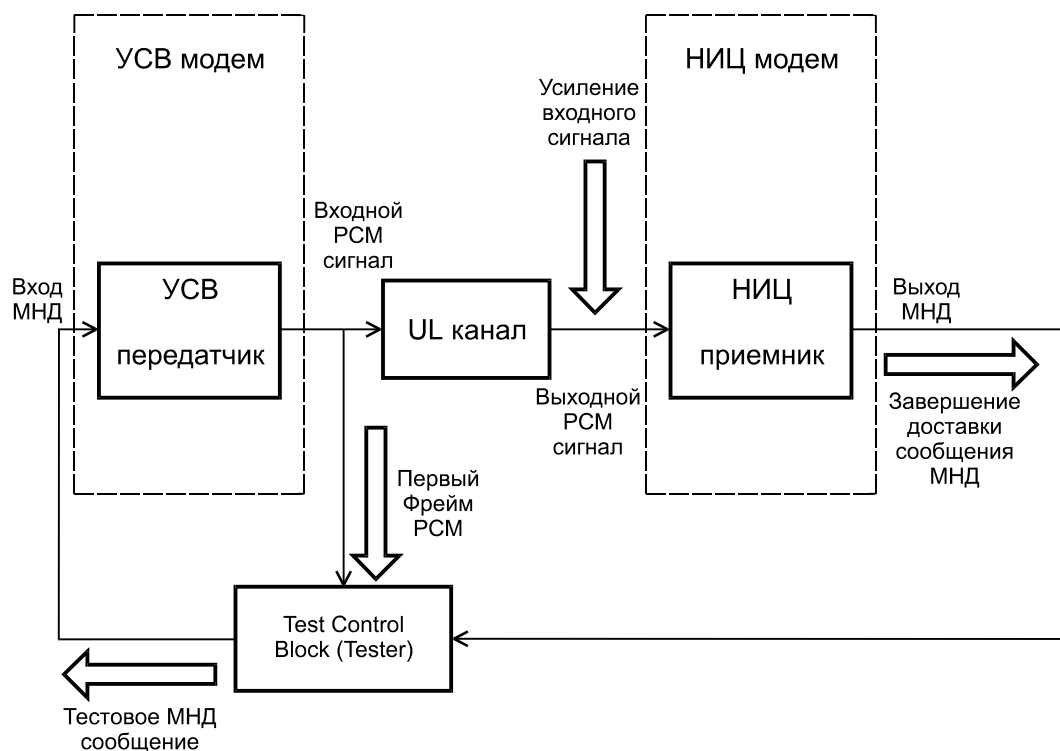 УСВ модем
НИЦ модем
Усиление
входного
сигнала
Входной
PCM
сигнал
Вход
МНД
УСВ
передатчик
UL канал
НИЦ
приемник
Выход
МНД
Выходной
PCM
сигнал
Завершение
доставки
сообщения
МНД
Первый
Фрейм
PCM
Test Control
Block (Tester)
Тестовое МНД
сообщение